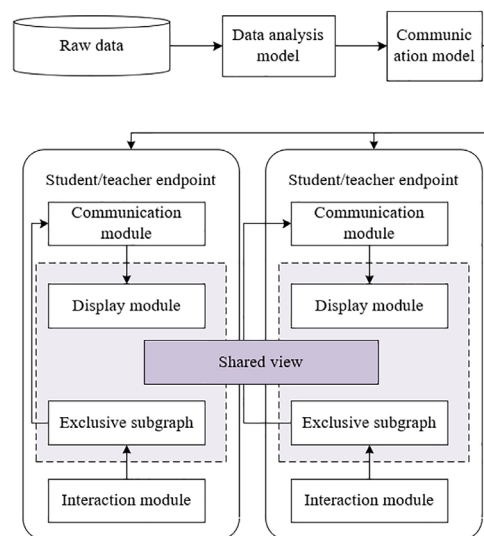 Raw data
Data analysis
model
Communic
ation model
Student/teacher endpoint
Communication
module
Display module
Exclusive subgraph
Interaction module
Student/teacher endpoint
Communication
module
Display module
Exclusive subgraph
Interaction module
Shared view